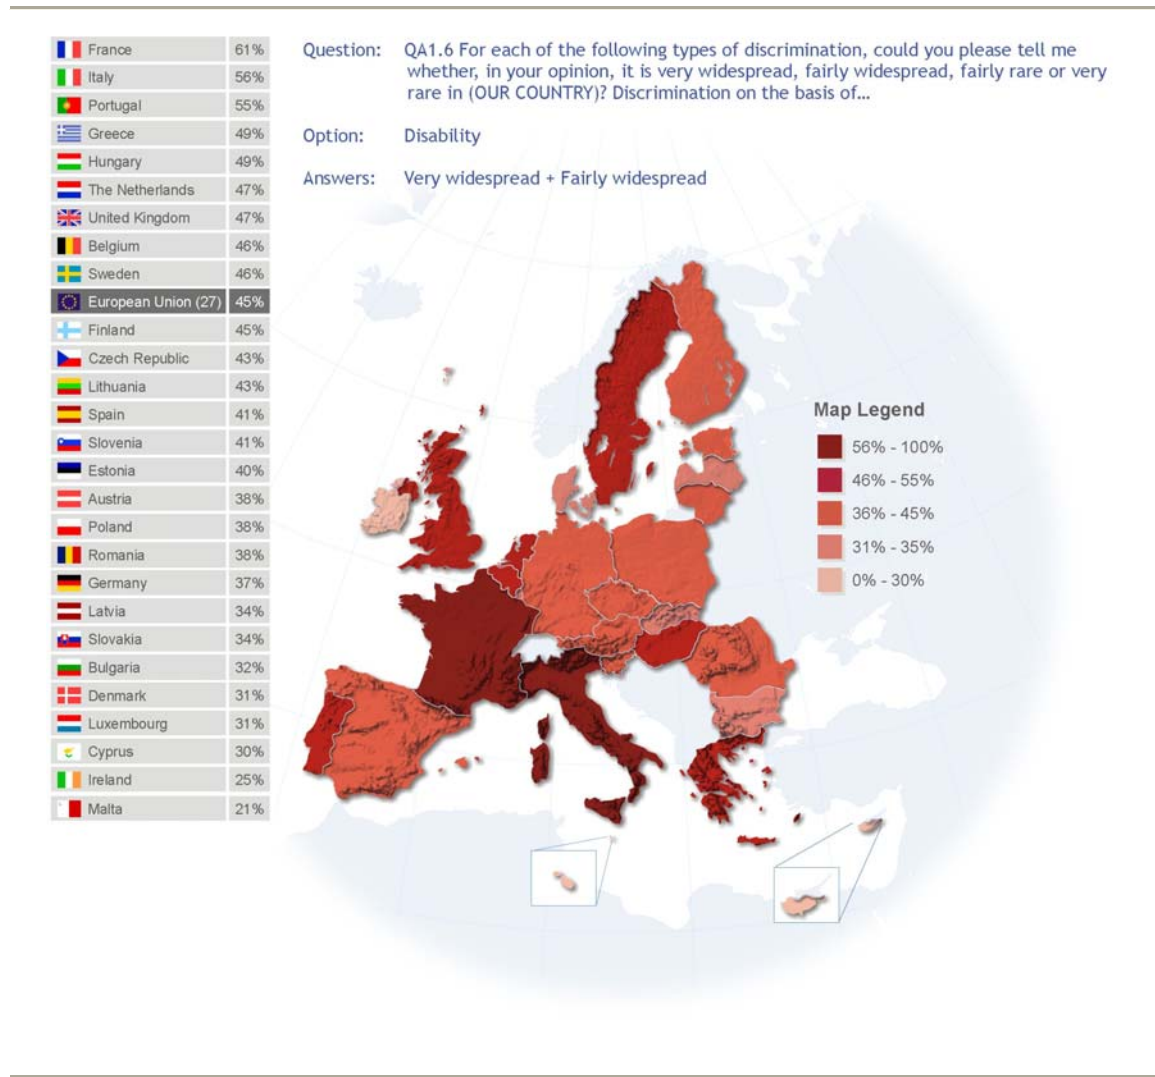 France 61%
Italy 56%
Portugal 55%
Greece 49%
Hungary 49%
The Netherlands 47%
United Kingdom 47%
Belgium 46%
Sweden 46%
European Union (27) 45%
Finland 45%
Czech Republic 43%
Lithuania 43%
Spain 41%
Slovenia 41%
Estonia 40%
Austria 38%
Poland 38%
Romania 38%
Germany 37%
Latvia 34%
Slovakia 34%
Bulgaria 32%
Denmark 31%
Luxembourg 31%
Cyprus 30%
Ireland 25%
Malta 21%
Question: QA1.6 For each of the following types of discrimination, could you please tell me
whether, in your opinion, it is very widespread, fairly widespread, fairly rare or very
rare in (OUR COUNTRY)? Discrimination on the basis of…
Option: Disability
Answers: Very widespread + Fairly widespread
Map Legend
56% - 100%
46% - 55%
36% - 45%
31% - 35%
0% - 30%